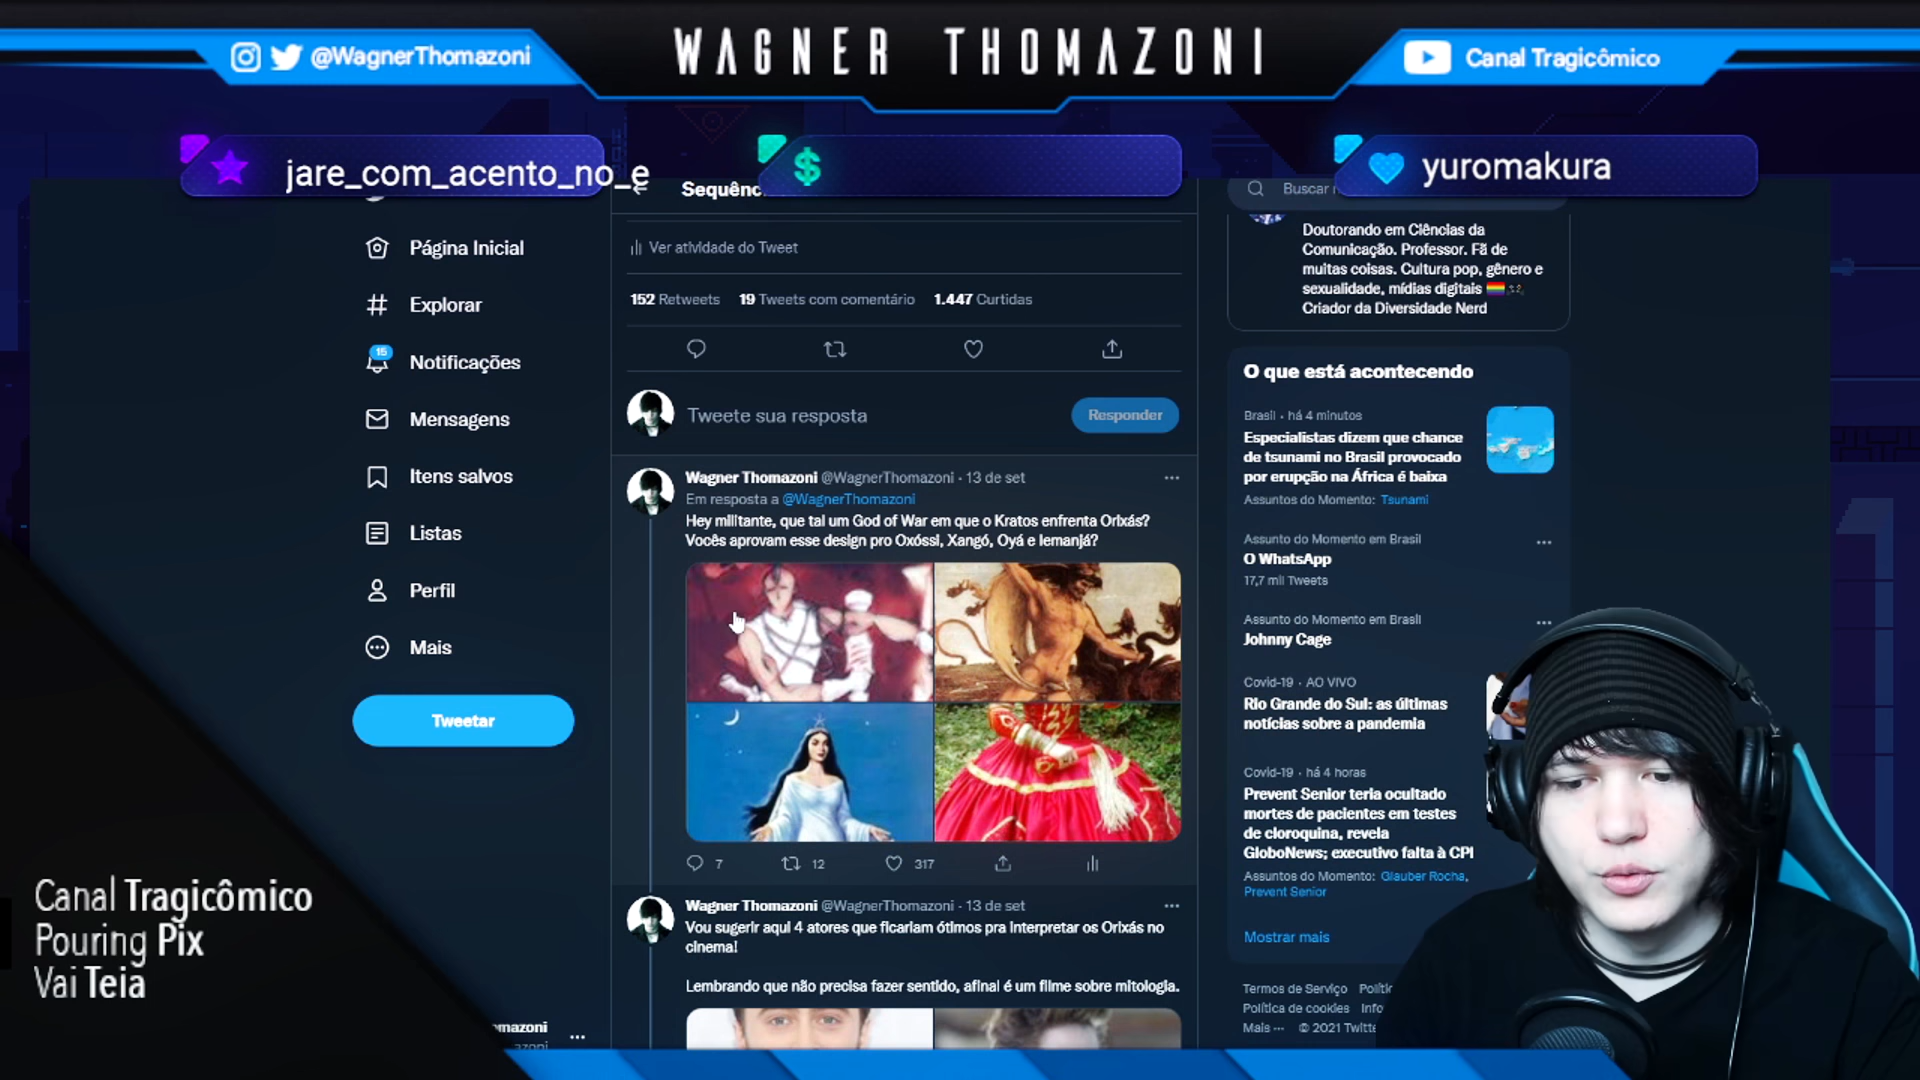 @WagnerThomazoni
WAGNER THOMAZONI
Canal Tragicômico
jare_com_acento_no_e
$
yuromakura
Sequênc
Buscar
Página Inicial
Explorar
15
Notificações
Mensagens
Itens salvos
Listas
Perfil
Mais
Tweetar
Ver atividade do Tweet
152 Retweets 19 Tweets com comentário 1.447 Curtidas
Tweete sua resposta
Responder
Wagner Thomazoni @WagnerThomazoni · 13 de set
Em resposta a @WagnerThomazoni
Hey militante, que tal um God of War em que o Kratos enfrenta Orixás?
Vocês aprovam esse design pro Oxóssi, Xangó, Oyá e Iemanjá?
7 12 317
Wagner Thomazoni @WagnerThomazoni · 13 de set
Vou sugerir aqui 4 atores que ficariam ótimos pra interpretar os Orixás no
cinema!
Lembrando que não precisa fazer sentido, afinal é um filme sobre mitologia.
Doutorando em Ciências da
Comunicação. Professor. Fã de
muitas coisas. Cultura pop, gênero e
sexualidade, mídias digitais
Criador da Diversidade Nerd
O que está acontecendo
Brasil · há 4 minutos
Especialistas dizem que chance
de tsunami no Brasil provocado
por erupção na África é baixa
Assuntos do Momento: Tsunami
Assunto do Momento em Brasil
O WhatsApp
17,7 mil Tweets
Assunto do Momento em Brasil
Johnny Cage
Covid-19 · AO VIVO
Rio Grande do Sul: as últimas
notícias sobre a pandemia
Covid-19 · há 4 horas
Prevent Senior teria ocultado
mortes de pacientes em testes
de cloroquina, revela
GloboNews; executivo falta à CPI
Assuntos do Momento: Glauber Rocha,
Prevent Senior
Mostrar mais
Termos de Serviço Polític
Política de cookies Info
Mais ··· © 2021 Twitte
Canal Tragicômico
Pouring Pix
Vai Teia
omazoni